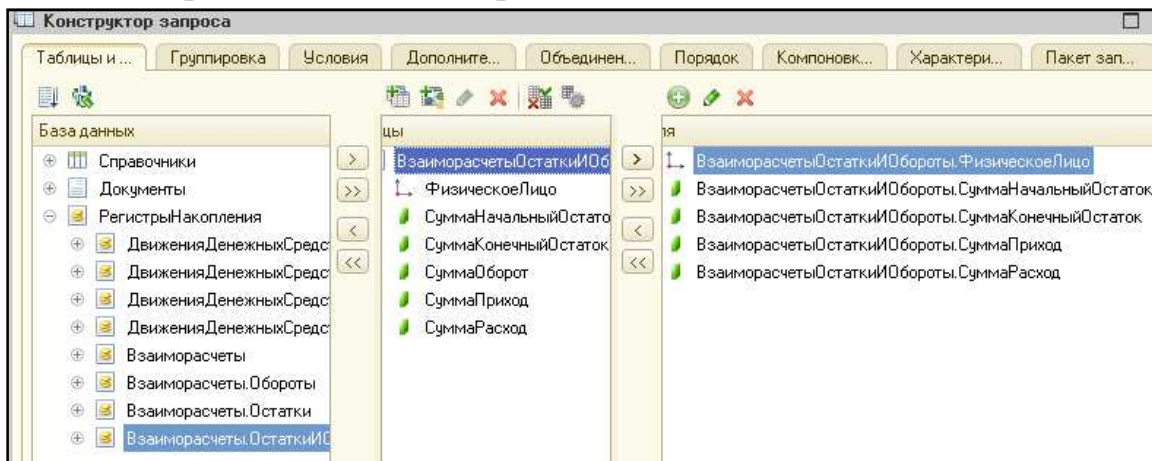 Конструктор запроса
Таблицы и ... Группировка Условия Дополните... Объединен... Порядок Компоновк... Характери... Пакет зап...
База данных
Справочники
Документы
РегистрыНакопления
ДвиженияДенежныхСредс
ДвиженияДенежныхСредс
ДвиженияДенежныхСредс
ДвиженияДенежныхСредс
Взаиморасчеты
Взаиморасчеты.Обороты
Взаиморасчеты.Остатки
Взаиморасчеты.ОстаткиИО
цы
ВзаиморасчетыОстаткиИОб
ФизическоеЛицо
СуммаНачальныйОстато
СуммаКонечныйОстаток
СуммаОборот
СуммаПриход
СуммаРасход
> >> < <<
ля
ВзаиморасчетыОстаткиИОбороты.ФизическоеЛицо
ВзаиморасчетыОстаткиИОбороты.СуммаНачальныйОстаток
ВзаиморасчетыОстаткиИОбороты.СуммаКонечныйОстаток
ВзаиморасчетыОстаткиИОбороты.СуммаПриход
ВзаиморасчетыОстаткиИОбороты.СуммаРасход
> >> < <<